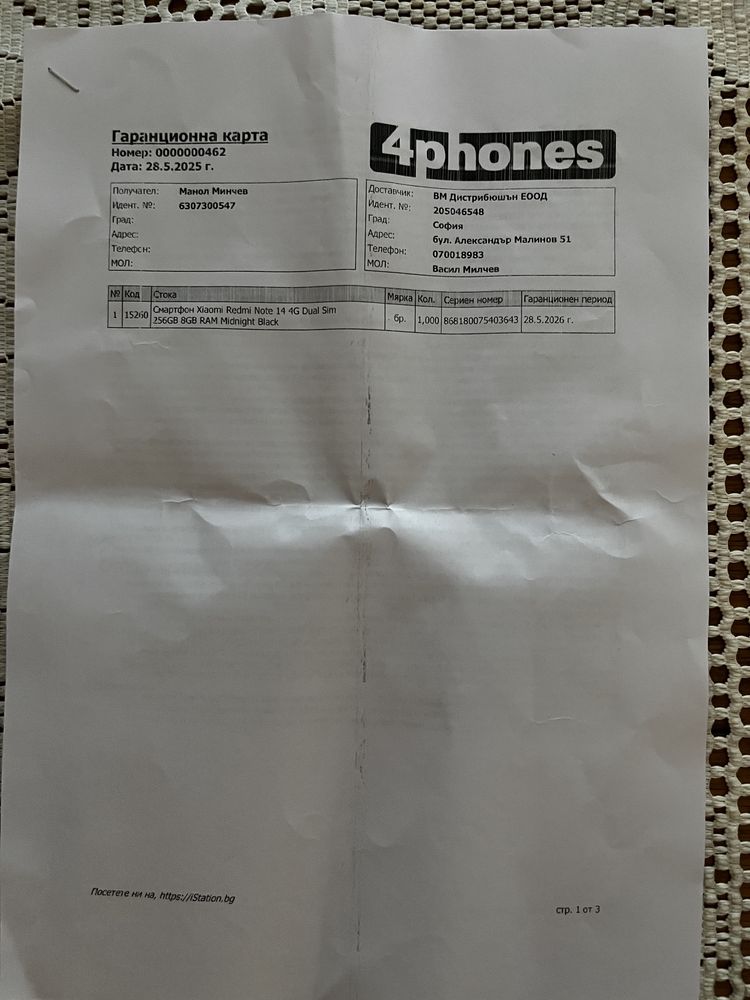 Гаранционна карта
Номер: 0000000462
Дата: 28.5.2025 г.
4phones
Получател: Манол Минчев
Идент. №: 6307300547
Град:
Адрес:
Телефон:
МОЛ:
Доставчик: ВМ Дистрибюшън ЕООД
Идент. №: 205046548
Град: София
Адрес: бул. Александър Малинов 51
Телефон: 070018983
МОЛ: Васил Милчев
№ Код Стока Мярка Кол. Сериен номер Гаранционен период
1 15260 Смартфон Xiaomi Redmi Note 14 4G Dual Sim 256GB 8GB RAM Midnight Black бр. 1,000 868180075403643 28.5.2026 г.
Посетете ни на, https://iStation.bg
стр. 1 от 3